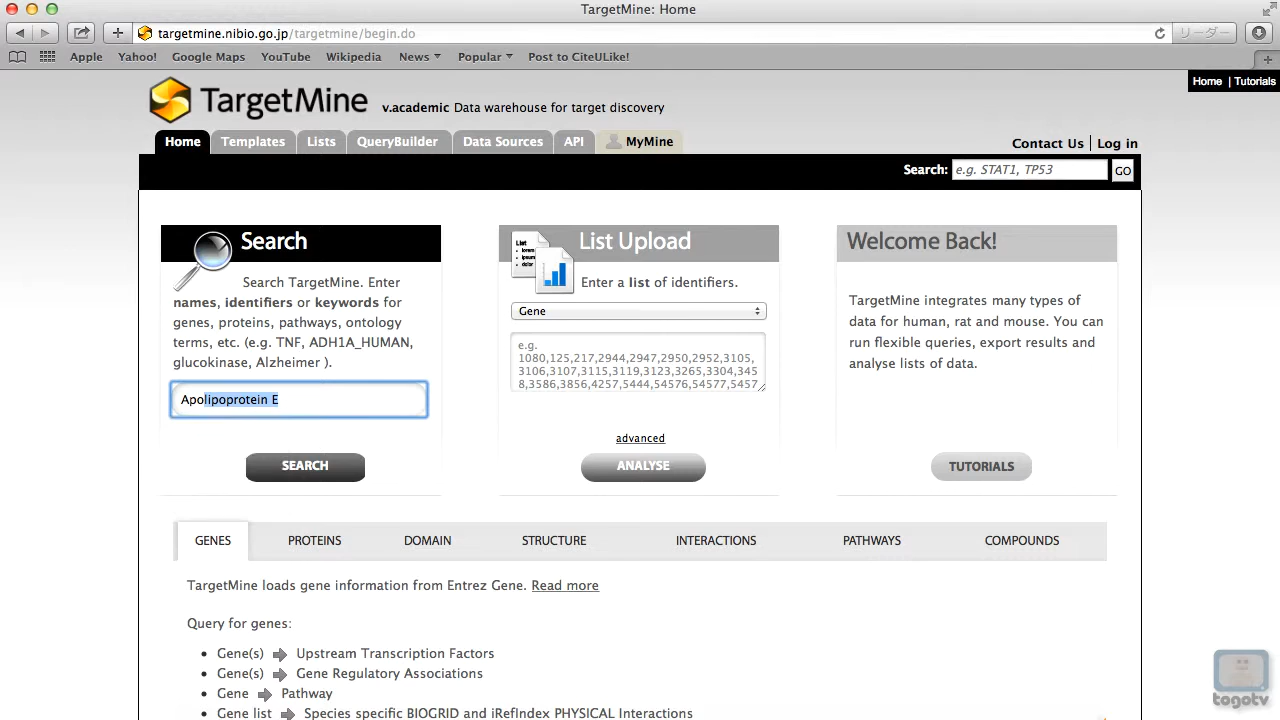 TargetMine: Home
targetmine.nibio.go.jp/targetmine/begin.do
リーダー
Apple Yahoo! Google Maps YouTube Wikipedia News Popular Post to CiteULike!
Home | Tutorials
TargetMine v.academic Data warehouse for target discovery
Home Templates Lists QueryBuilder Data Sources API MyMine
Contact Us Log in
Search: e.g. STAT1, TP53 GO
Search
Search TargetMine. Enter
names, identifiers or keywords for
genes, proteins, pathways, ontology
terms, etc. (e.g. TNF, ADH1A_HUMAN,
glucokinase, Alzheimer ).
Apolipoprotein E
SEARCH
List Upload
List
lorem
ipsum
dolor
Enter a list of identifiers.
Gene
e.g.
1080,125,217,2944,2947,2950,2952,3105,
3106,3107,3115,3119,3123,3265,3304,345
8,3586,3856,4257,5444,54576,54577,5457
advanced
ANALYSE
Welcome Back!
TargetMine integrates many types of
data for human, rat and mouse. You can
run flexible queries, export results and
analyse lists of data.
TUTORIALS
GENES PROTEINS DOMAIN STRUCTURE INTERACTIONS PATHWAYS COMPOUNDS
TargetMine loads gene information from Entrez Gene. Read more
Query for genes:
Gene(s) Upstream Transcription Factors
Gene(s) Gene Regulatory Associations
Gene Pathway
Gene list Species specific BIOGRID and iRefIndex PHYSICAL Interactions
togotv